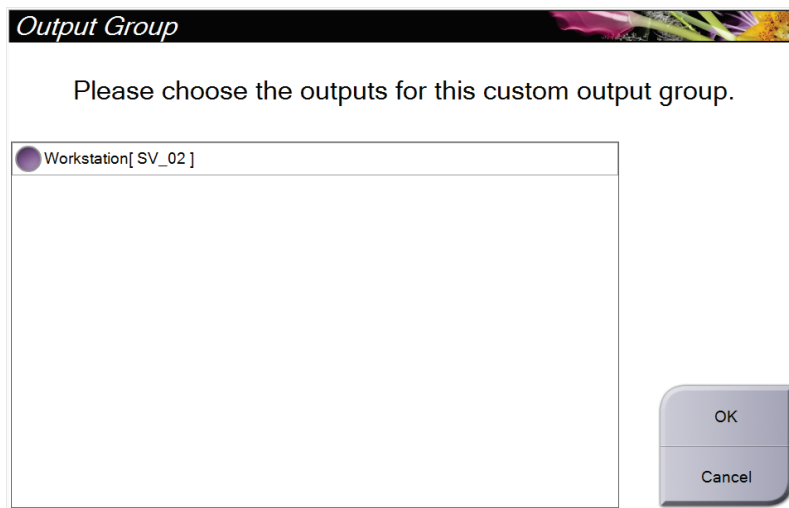 Output Group
Please choose the outputs for this custom output group.
Workstation[ SV_02 ]
OK
Cancel